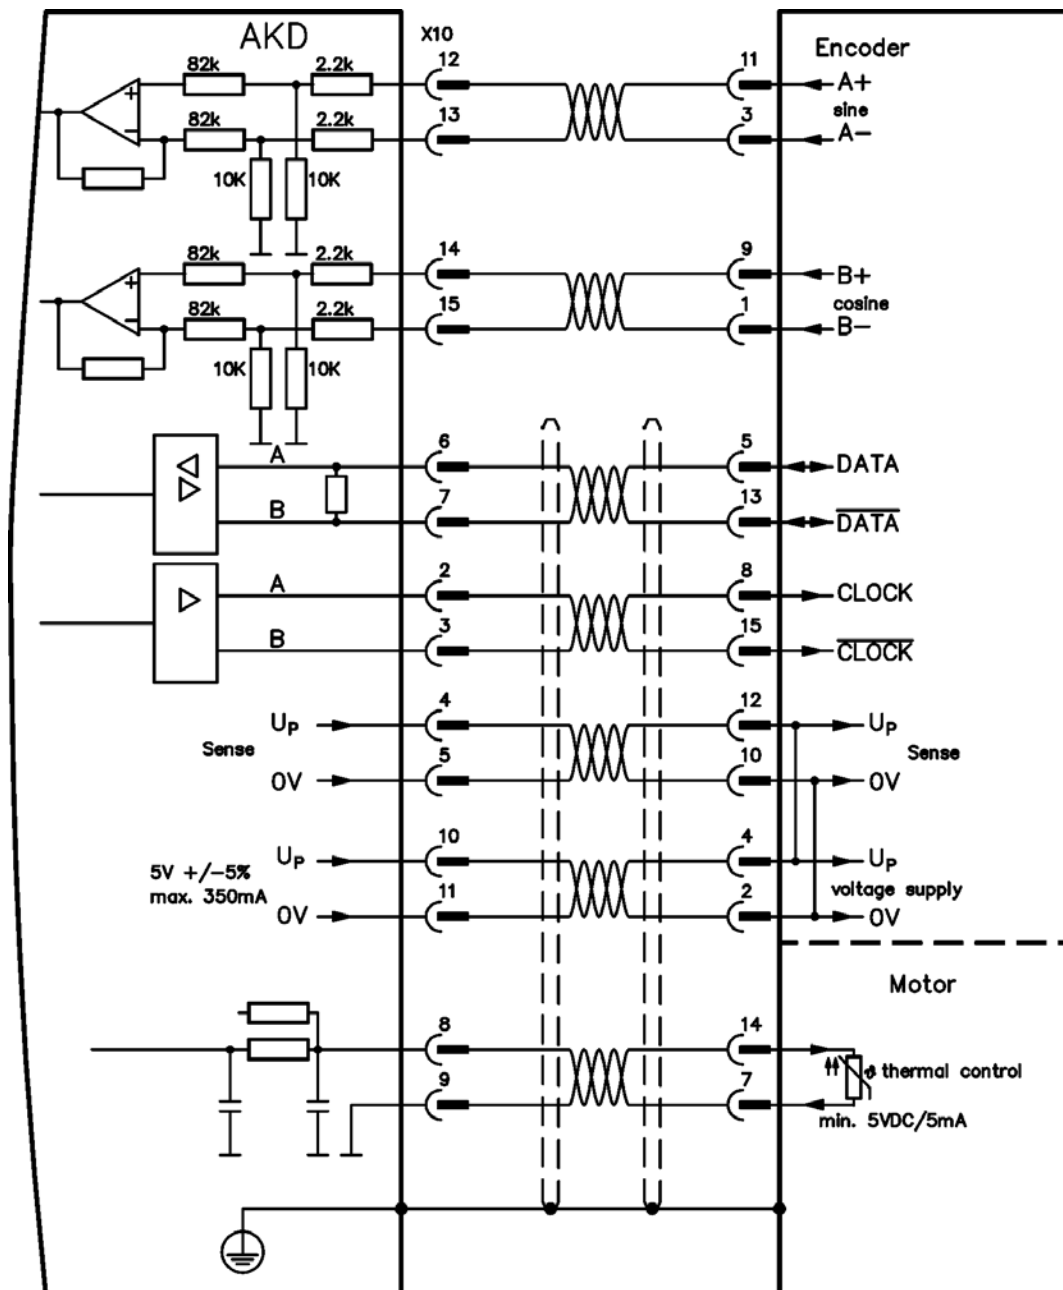 AKD
X10
Encoder
82k 2.2k 12 11 A+
sine
82k 2.2k 13 3 A-
10K 10K
82k 2.2k 14 9 B+
cosine
82k 2.2k 15 1 B-
10K 10K
A 6 5 DATA
B 7 13 DATA
A 2 8 CLOCK
B 3 15 CLOCK
UP 4 12 UP
Sense Sense
0V 5 10 0V
UP 10 4 UP
5V +/-5%
max. 350mA
voltage supply
0V 11 2 0V
Motor
8 14
ϑ thermal control
9 7
min. 5VDC/5mA